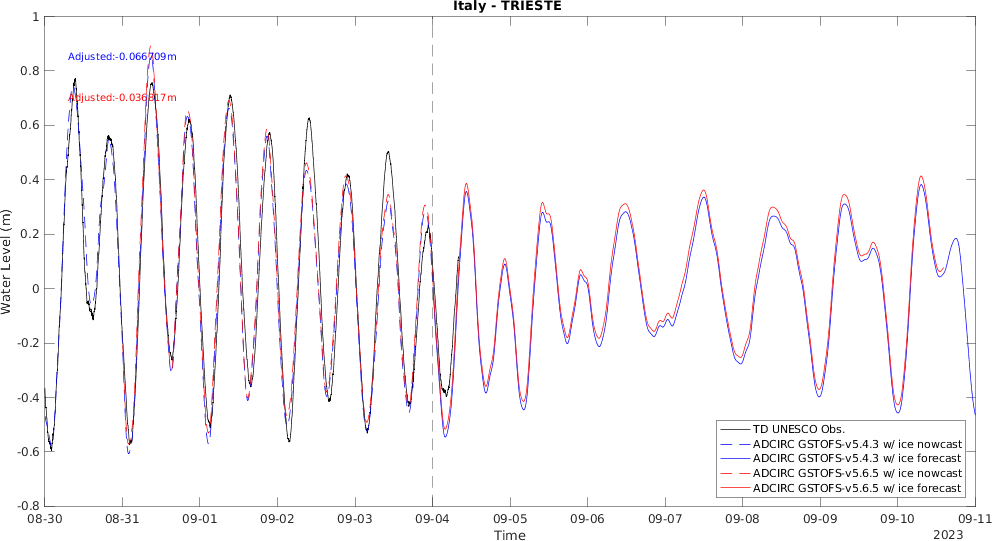 Italy - TRIESTE
1
Adjusted:-0.066709m
0.8
Adjusted:-0.036817m
0.6
0.4
0.2
0
-0.2
-0.4
-0.6
-0.8
Water Level (m)
TD UNESCO Obs.
ADCIRC GSTOFS-v5.4.3 w/ ice nowcast
ADCIRC GSTOFS-v5.4.3 w/ ice forecast
ADCIRC GSTOFS-v5.6.5 w/ ice nowcast
ADCIRC GSTOFS-v5.6.5 w/ ice forecast
08-30 08-31 09-01 09-02 09-03 09-04 09-05 09-06 09-07 09-08 09-09 09-10 09-11
Time
2023